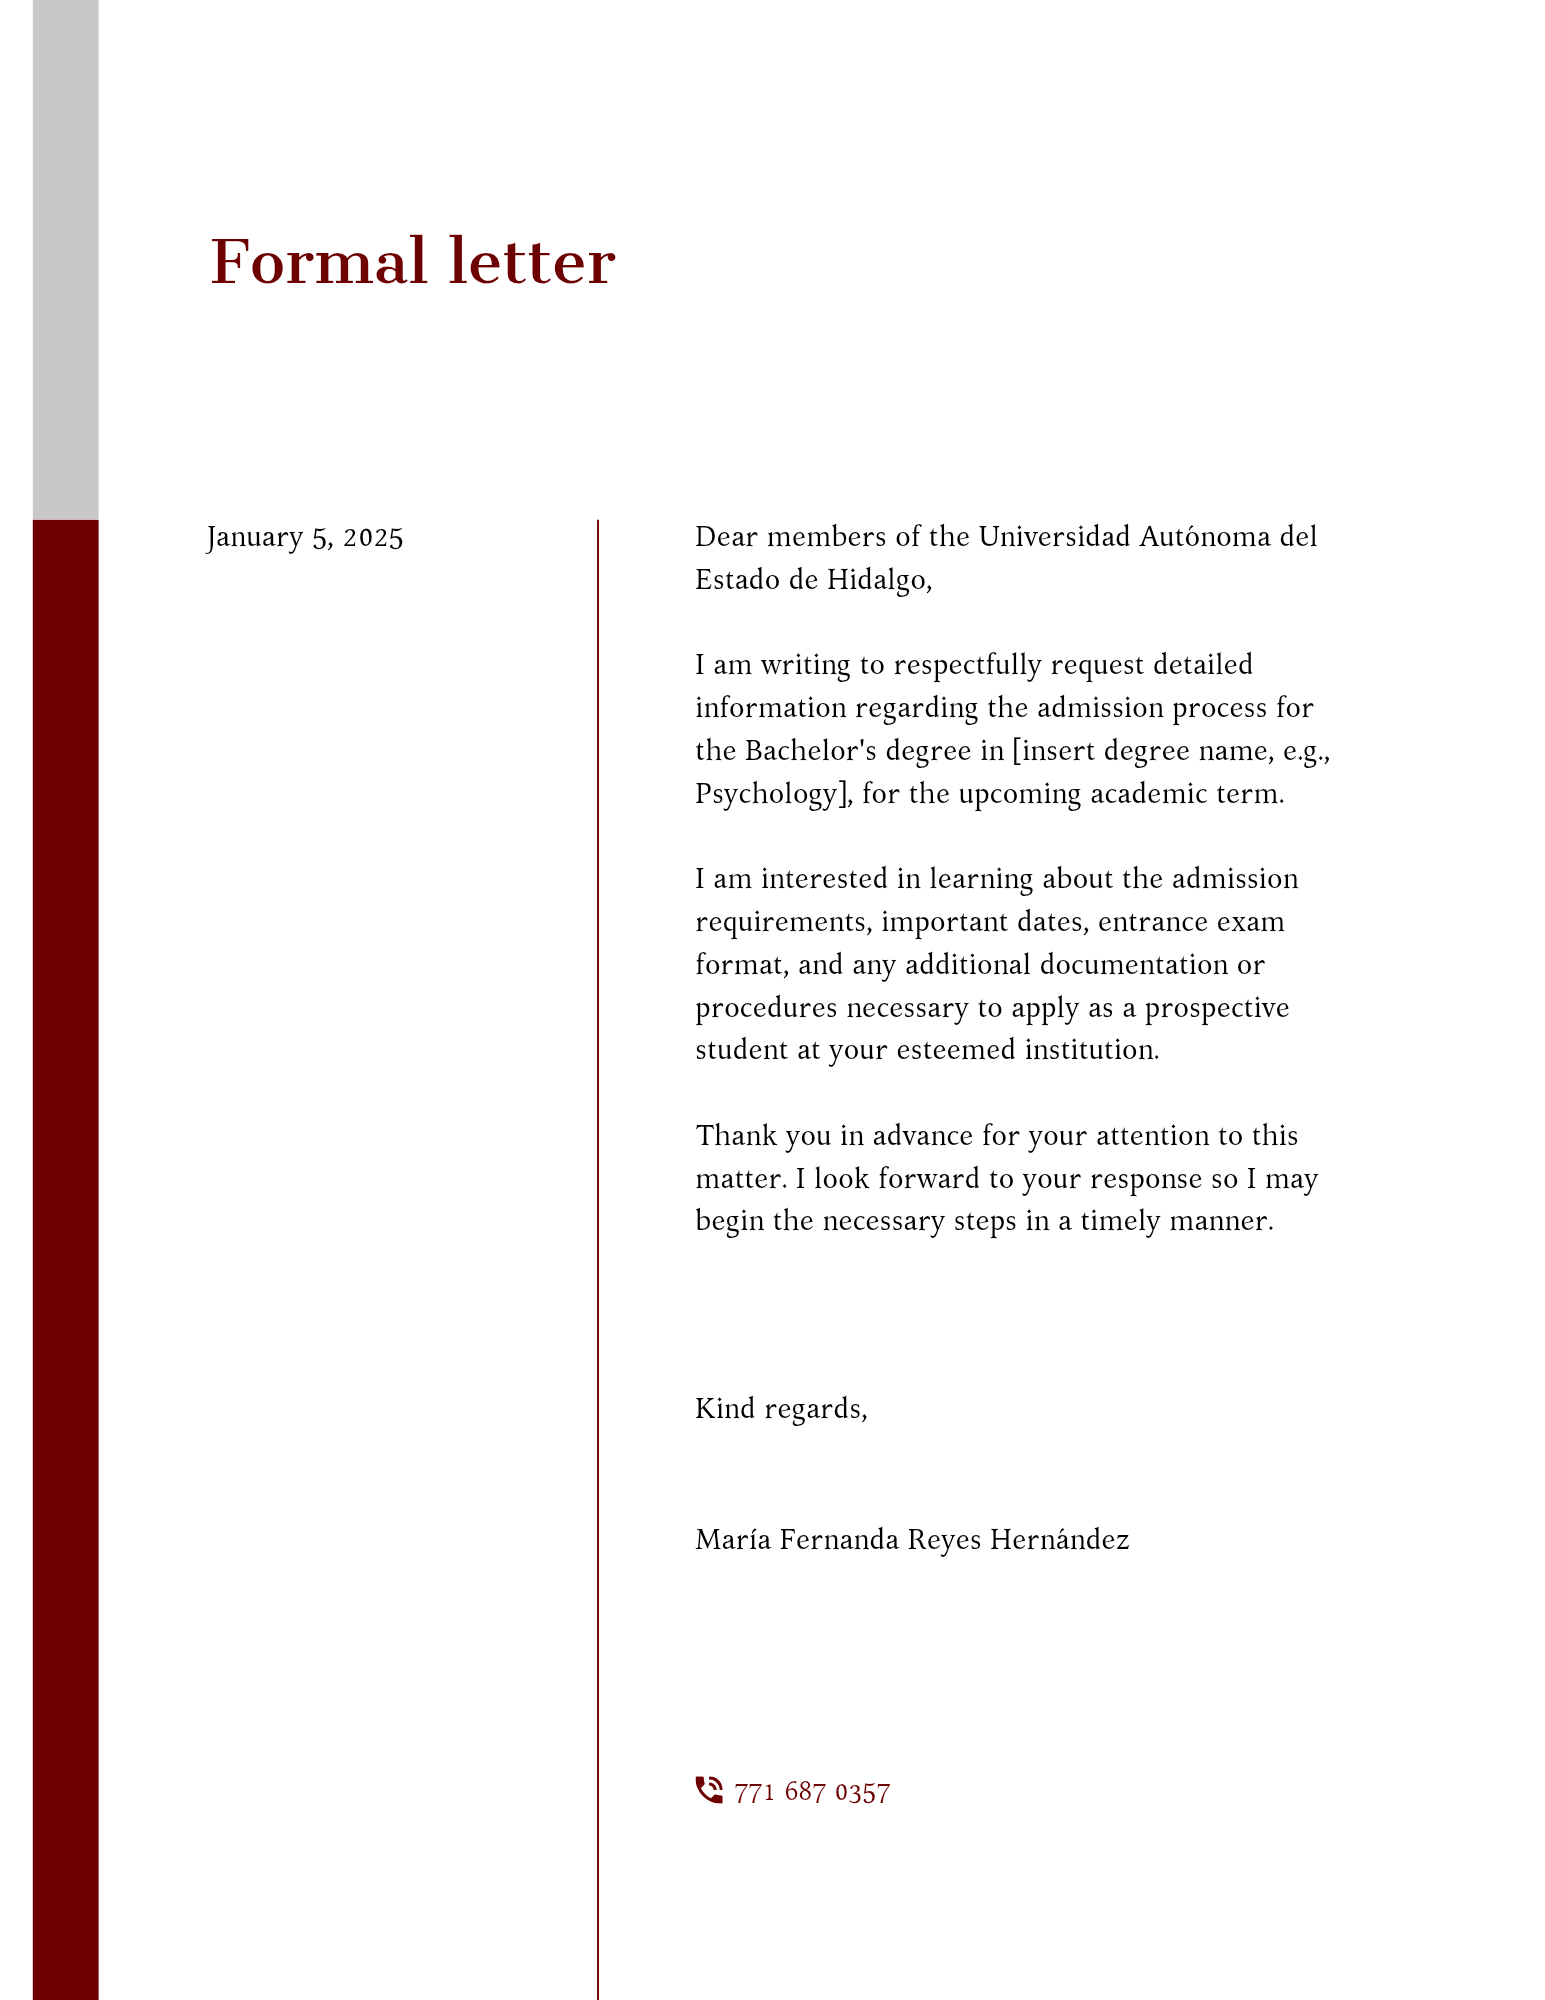 Formal letter
January 5, 2025
Dear members of the Universidad Autónoma del
Estado de Hidalgo,
I am writing to respectfully request detailed
information regarding the admission process for
the Bachelor's degree in [insert degree name, e.g.,
Psychology], for the upcoming academic term.
I am interested in learning about the admission
requirements, important dates, entrance exam
format, and any additional documentation or
procedures necessary to apply as a prospective
student at your esteemed institution.
Thank you in advance for your attention to this
matter. I look forward to your response so I may
begin the necessary steps in a timely manner.
Kind regards,
María Fernanda Reyes Hernández
771 687 0357